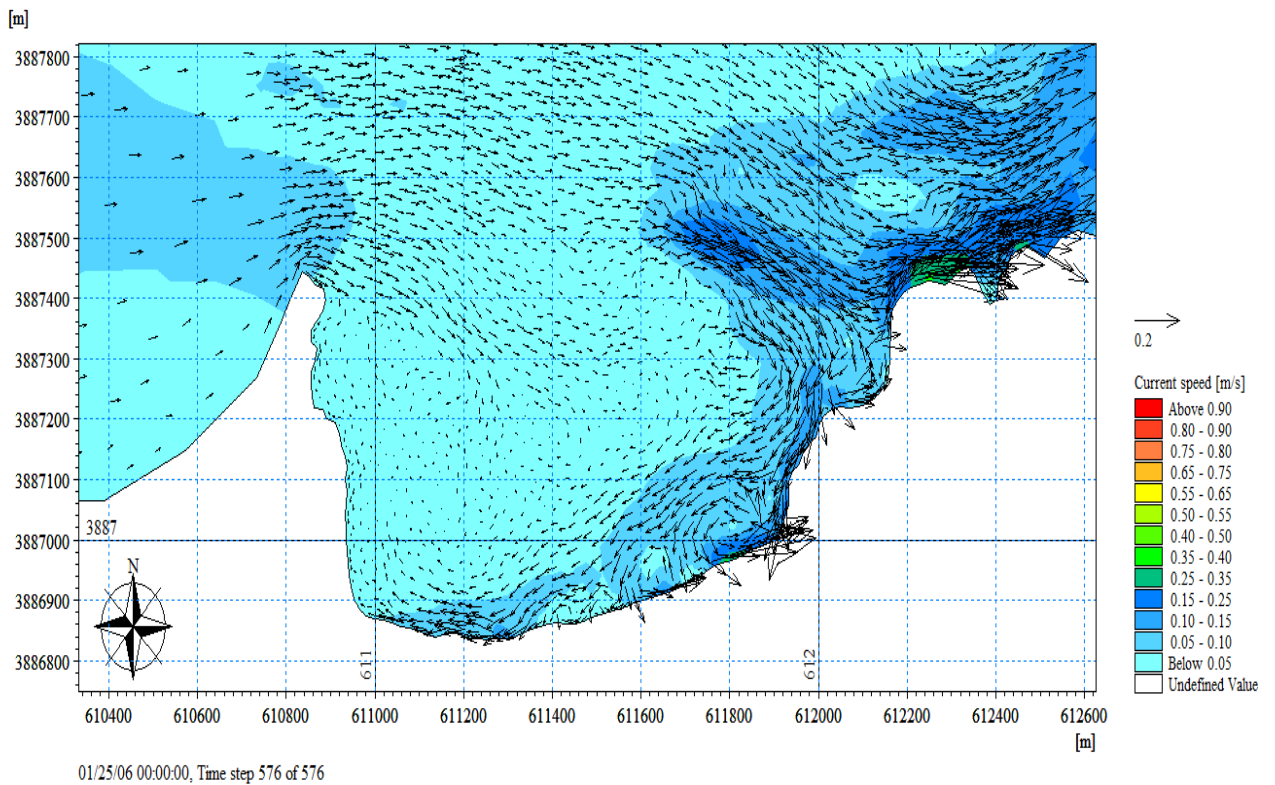 [m]
3887800
3887700
3887600
3887500
3887400
3887300
3887200
3887100
3887000
3886900
3886800
3887
N
611
612
610400 610600 610800 611000 611200 611400 611600 611800 612000 612200 612400 612600
[m]
01/25/06 00:00:00, Time step 576 of 576
0.2
Current speed [m/s]
Above 0.90
0.80 - 0.90
0.75 - 0.80
0.65 - 0.75
0.55 - 0.65
0.50 - 0.55
0.40 - 0.50
0.35 - 0.40
0.25 - 0.35
0.15 - 0.25
0.10 - 0.15
0.05 - 0.10
Below 0.05
Undefined Value